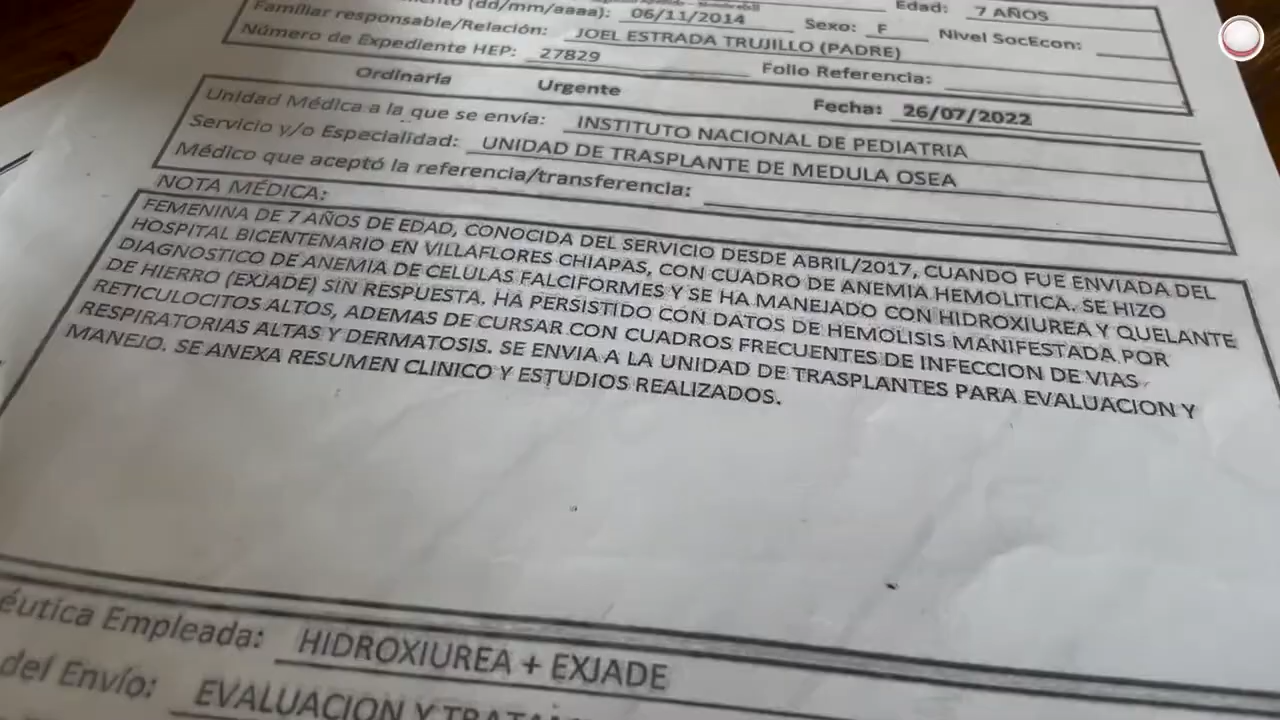 (dd/mm/aaaa): 06/11/2014 Sexo: F Edad: 7 AÑOS
Familiar responsable/Relación: JOEL ESTRADA TRUJILLO (PADRE) Nivel SocEcon:
Número de Expediente HEP: 27829 Folio Referencia:
Ordinaria Urgente Fecha: 26/07/2022
Unidad Médica a la que se envía: INSTITUTO NACIONAL DE PEDIATRIA
Servicio y/o Especialidad: UNIDAD DE TRASPLANTE DE MEDULA OSEA
Médico que aceptó la referencia/transferencia:
NOTA MÉDICA:
FEMENINA DE 7 AÑOS DE EDAD, CONOCIDA DEL SERVICIO DESDE ABRIL/2017, CUANDO FUE ENVIADA DEL
HOSPITAL BICENTENARIO EN VILLAFLORES CHIAPAS, CON CUADRO DE ANEMIA HEMOLITICA. SE HIZO
DIAGNOSTICO DE ANEMIA DE CELULAS FALCIFORMES Y SE HA MANEJADO CON HIDROXIUREA Y QUELANTE
DE HIERRO (EXJADE) SIN RESPUESTA. HA PERSISTIDO CON DATOS DE HEMOLISIS MANIFESTADA POR
RETICULOCITOS ALTOS, ADEMAS DE CURSAR CON CUADROS FRECUENTES DE INFECCION DE VIAS
RESPIRATORIAS ALTAS Y DERMATOSIS. SE ENVIA A LA UNIDAD DE TRASPLANTES PARA EVALUACION Y
MANEJO. SE ANEXA RESUMEN CLINICO Y ESTUDIOS REALIZADOS.
éutica Empleada: HIDROXIUREA + EXJADE
del Envío: EVALUACION Y